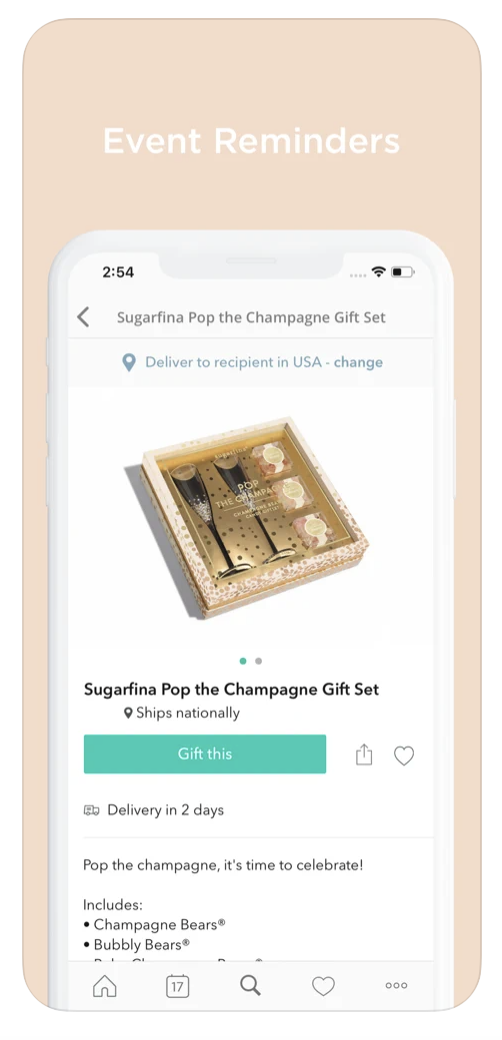 Event Reminders
2:54
Sugarfina Pop the Champagne Gift Set
Deliver to recipient in USA - change
POP
THE CHAMPAG
Sugarfina Pop the Champagne Gift Set
Ships nationally
Gift this
Delivery in 2 days
Pop the champagne, it's time to celebrate!
Includes:
• Champagne Bears®
• Bubbly Bears®
17